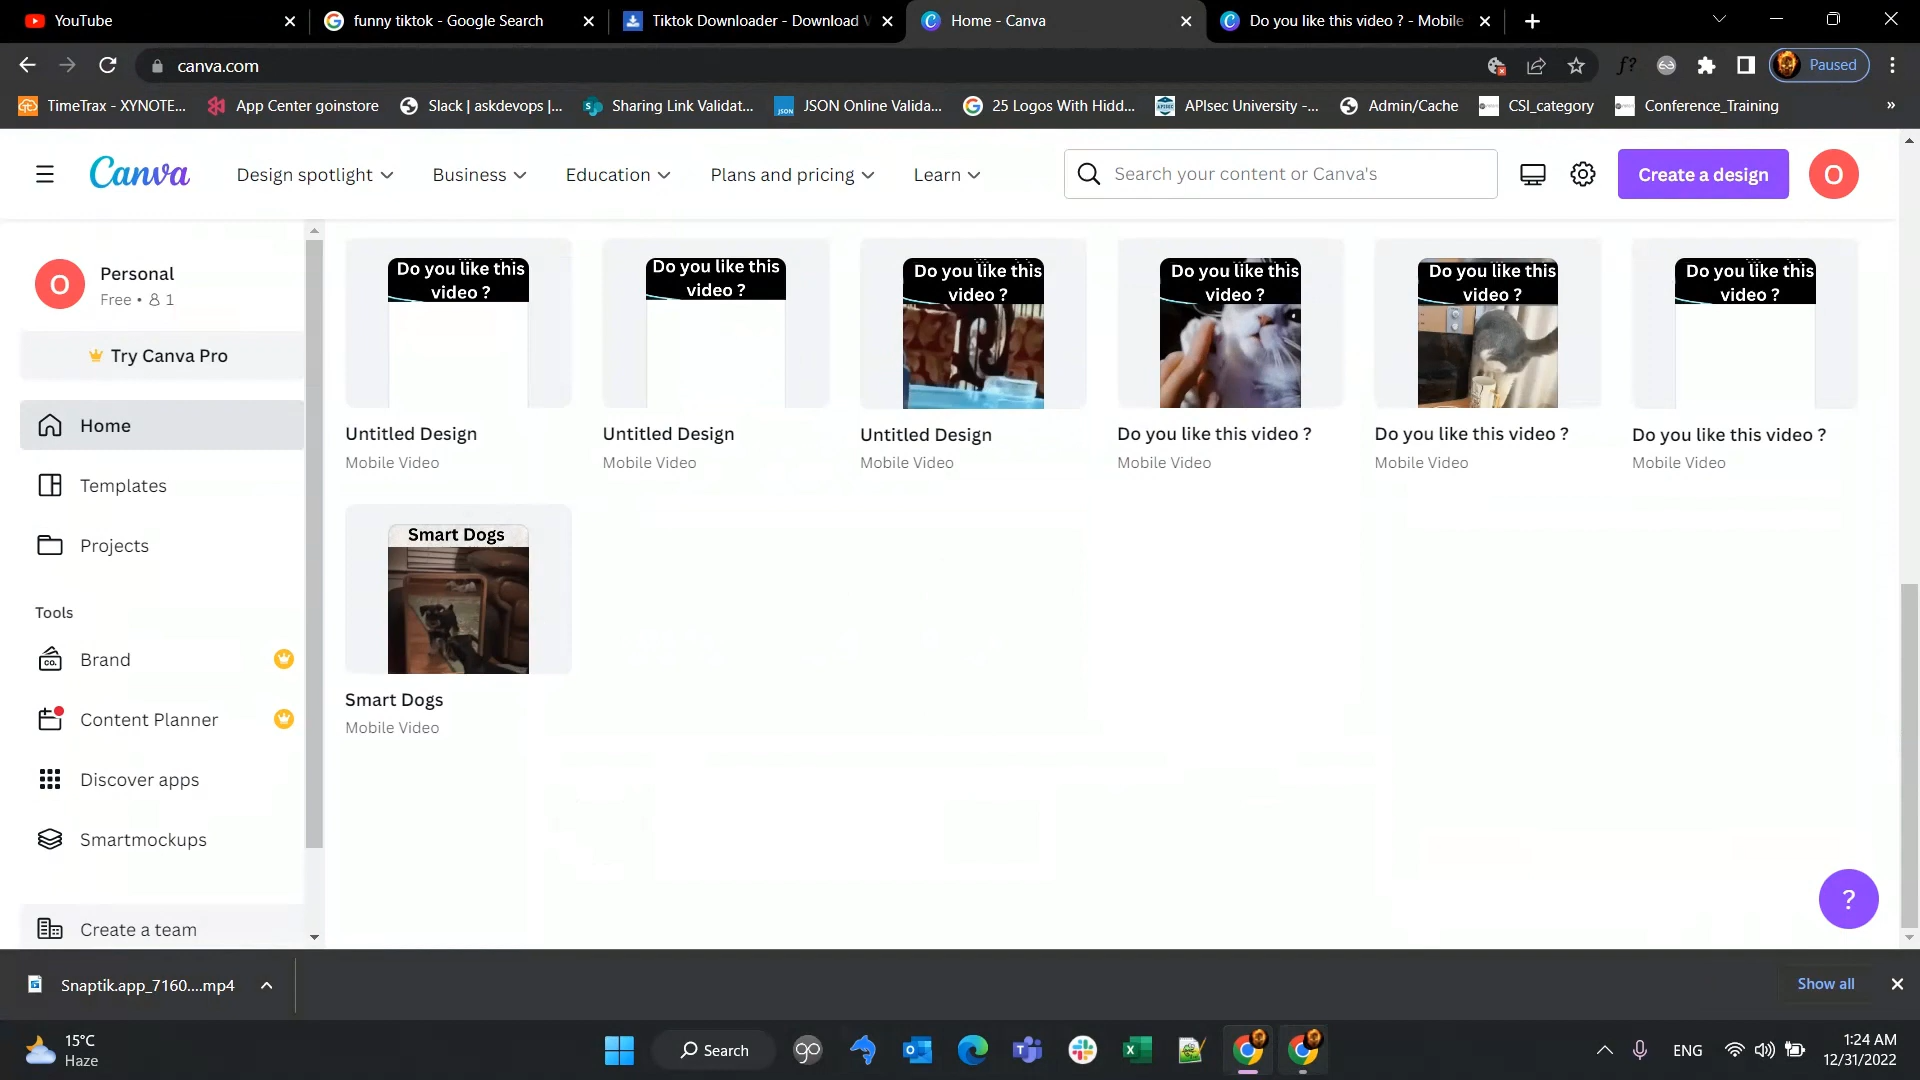 YouTube
funny tiktok - Google Search
Tiktok Downloader - Download V
Home - Canva
Do you like this video ? - Mobile
canva.com
Paused
TimeTrax - XYNOTE...
App Center goinstore
Slack | askdevops |...
Sharing Link Validat...
JSON Online Valida...
25 Logos With Hidd...
APIsec University -...
Admin/Cache
CSI_category
Conference_Training
»
Canva
Design spotlight
Business
Education
Plans and pricing
Learn
Search your content or Canva's
Create a design
O
O
Personal
Free • 1
Try Canva Pro
Home
Templates
Projects
Tools
CO.
Brand
Content Planner
Discover apps
Smartmockups
Create a team
Do you like this
video ?
Untitled Design
Mobile Video
Do you like this
video ?
Untitled Design
Mobile Video
Do you like this
video ?
Untitled Design
Mobile Video
Do you like this
video ?
Do you like this video ?
Mobile Video
Do you like this
video ?
Do you like this video ?
Mobile Video
Do you like this
video ?
Do you like this video ?
Mobile Video
Smart Dogs
Smart Dogs
Mobile Video
?
Snaptik.app_7160....mp4
Show all
15°C
Haze
Search
go
ENG
1:24 AM
12/31/2022